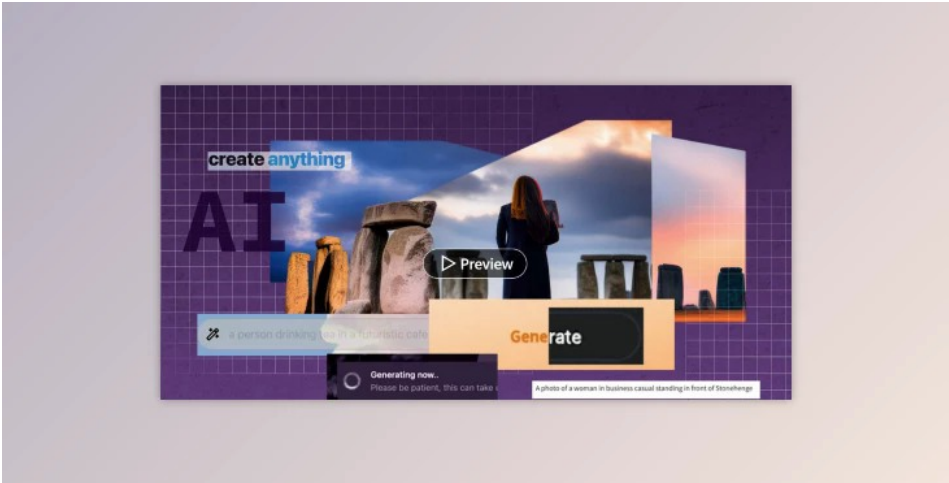 create anything
AI
Preview
a person drinking tea in a futuristic cafe
Generate
Generating now..
Please be patient, this can take
A photo of a woman in business casual standing in front of Stonehenge